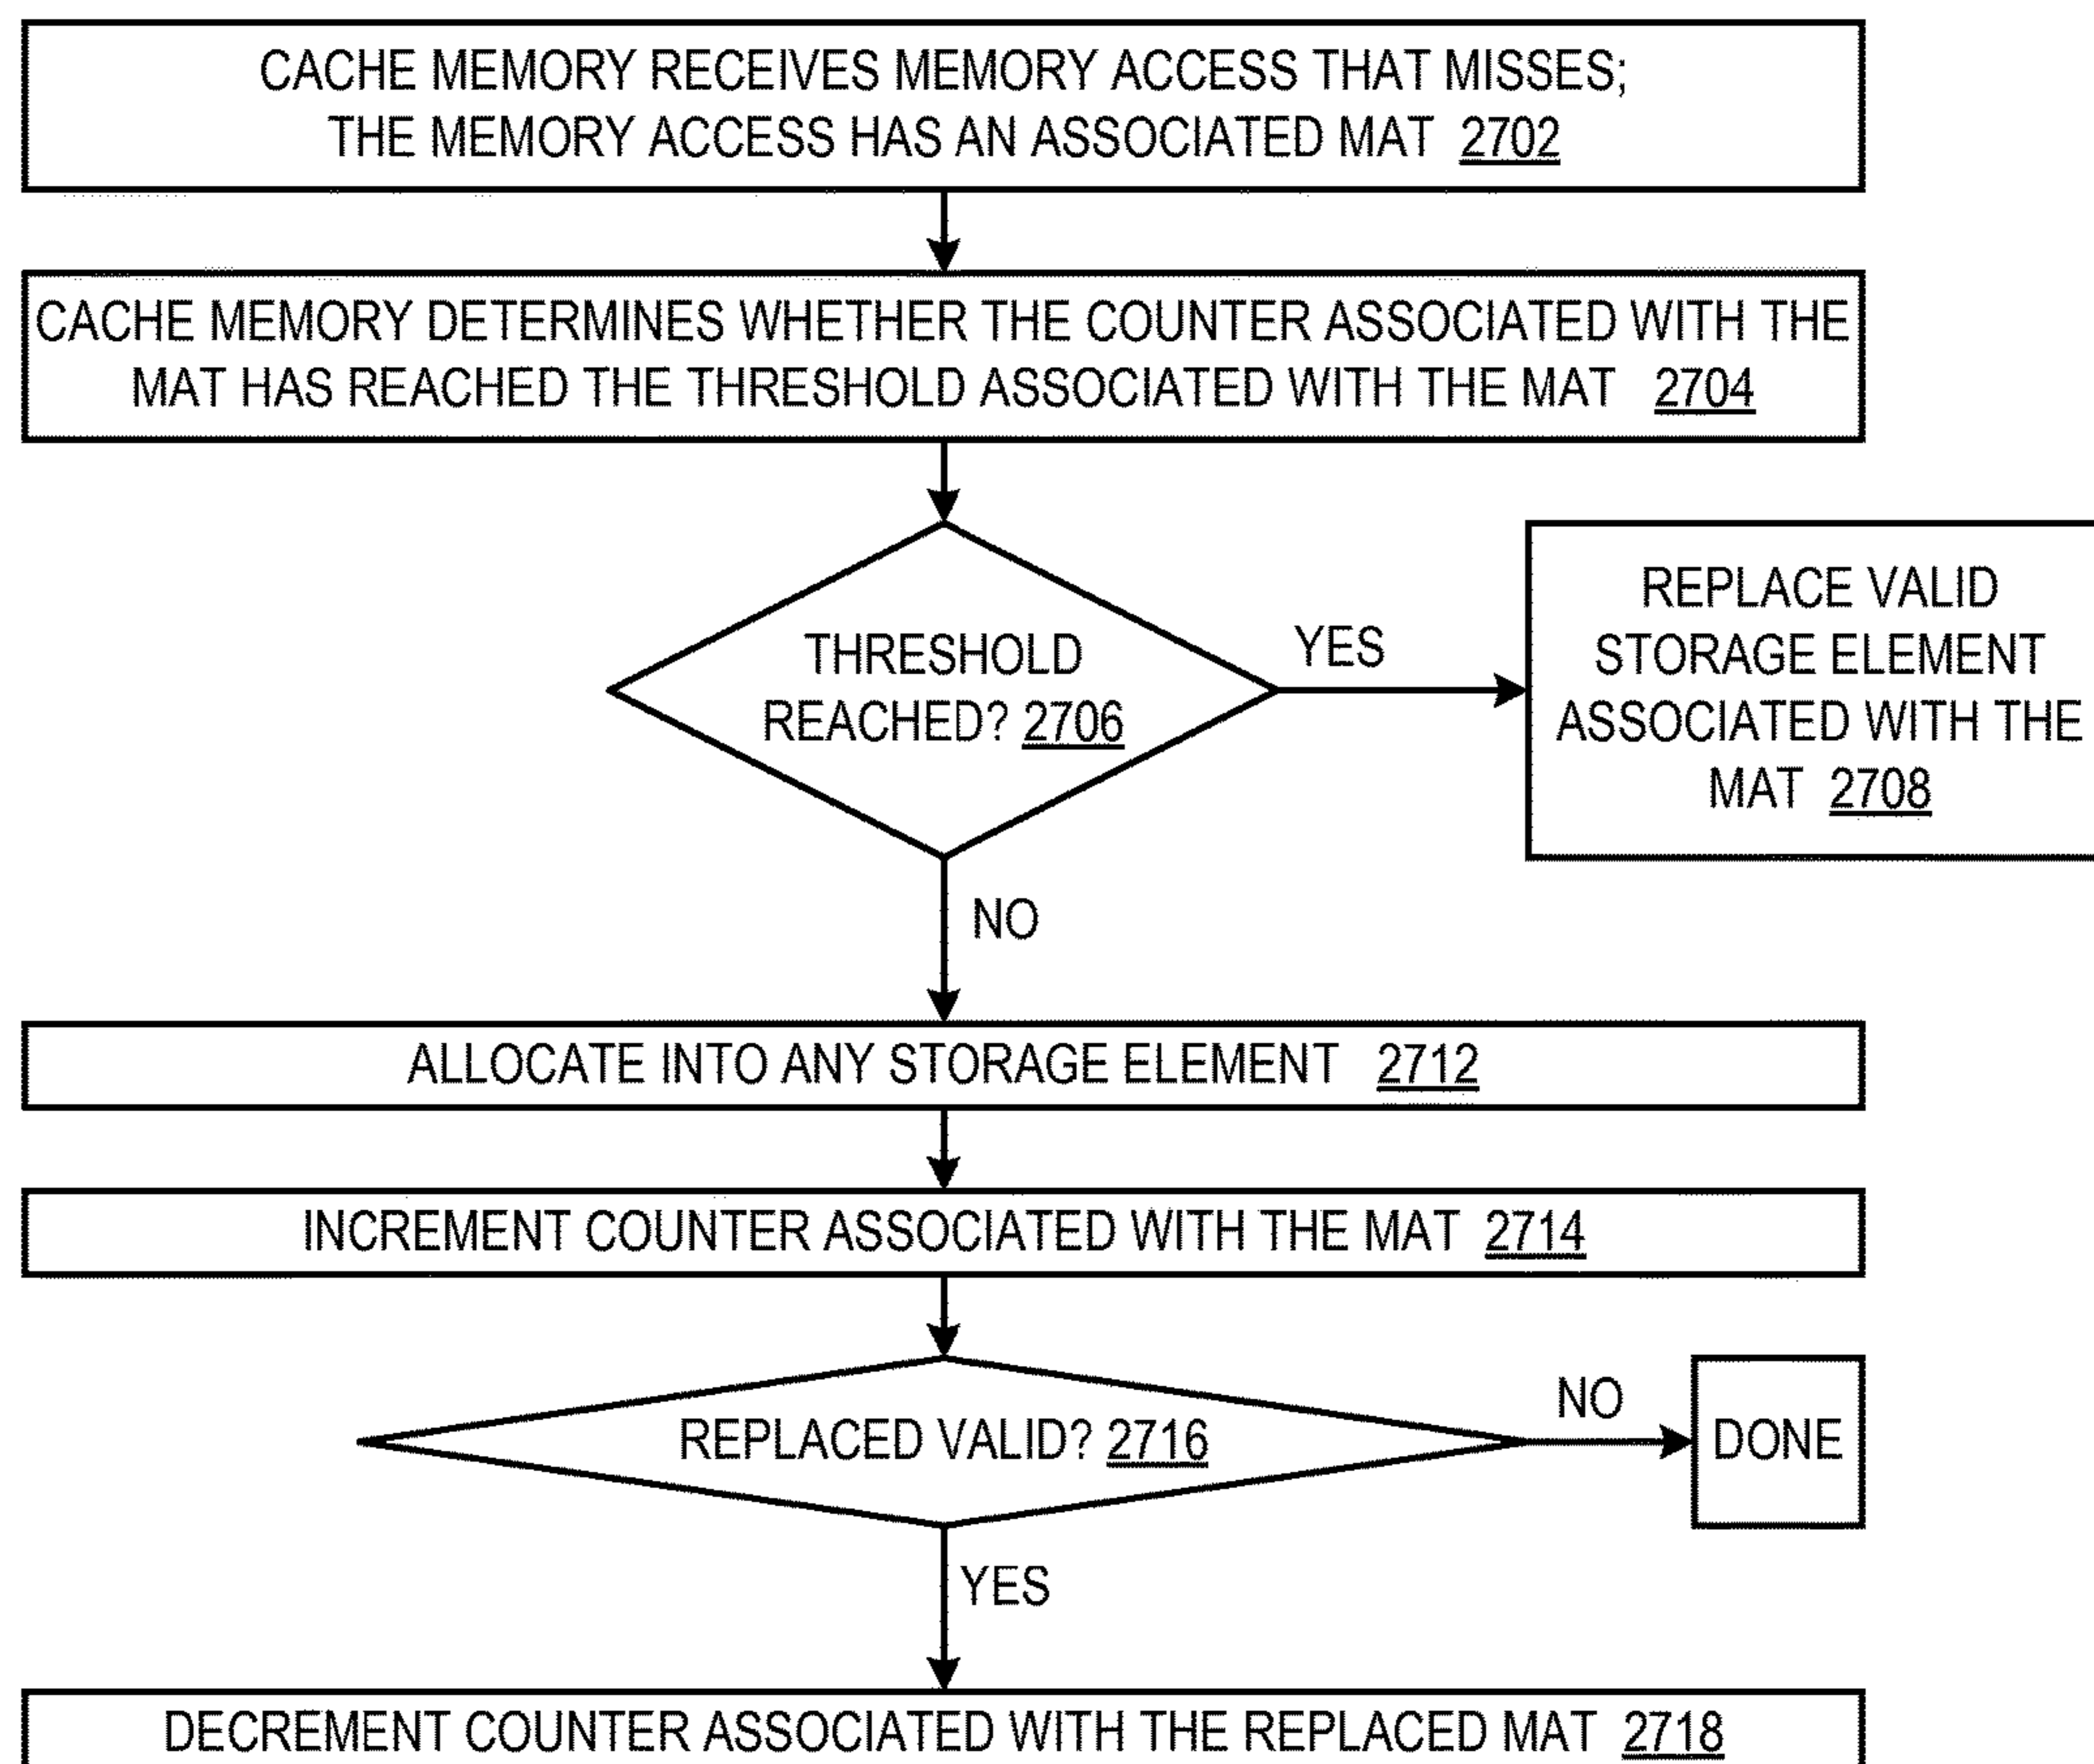 CACHE MEMORY RECEIVES MEMORY ACCESS THAT MISSES;
THE MEMORY ACCESS HAS AN ASSOCIATED MAT 2702
CACHE MEMORY DETERMINES WHETHER THE COUNTER ASSOCIATED WITH THE
MAT HAS REACHED THE THRESHOLD ASSOCIATED WITH THE MAT 2704
THRESHOLD
REACHED? 2706
YES
REPLACE VALID
STORAGE ELEMENT
ASSOCIATED WITH THE
MAT 2708
NO
ALLOCATE INTO ANY STORAGE ELEMENT 2712
INCREMENT COUNTER ASSOCIATED WITH THE MAT 2714
REPLACED VALID? 2716
NO
DONE
YES
DECREMENT COUNTER ASSOCIATED WITH THE REPLACED MAT 2718